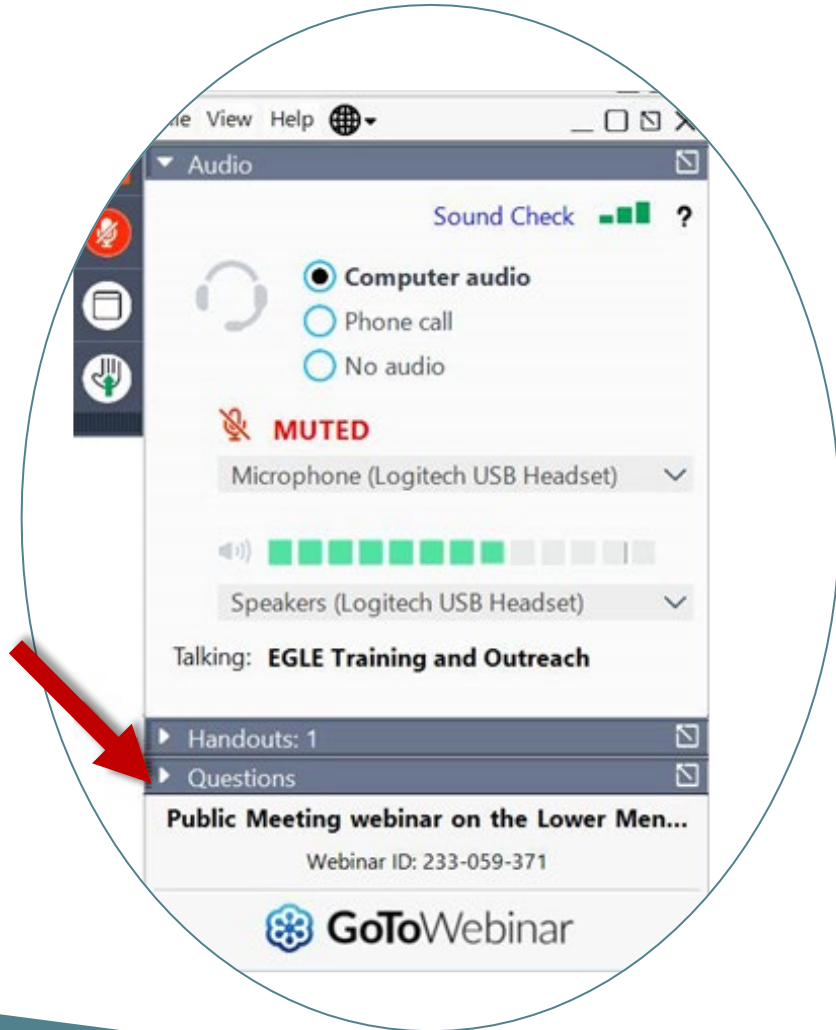 View Help
Audio
Sound Check ?
Computer audio
Phone call
No audio
MUTED
Microphone (Logitech USB Headset)
Speakers (Logitech USB Headset)
Talking: EGLE Training and Outreach
Handouts: 1
Questions
Public Meeting webinar on the Lower Men...
Webinar ID: 233-059-371
GoToWebinar